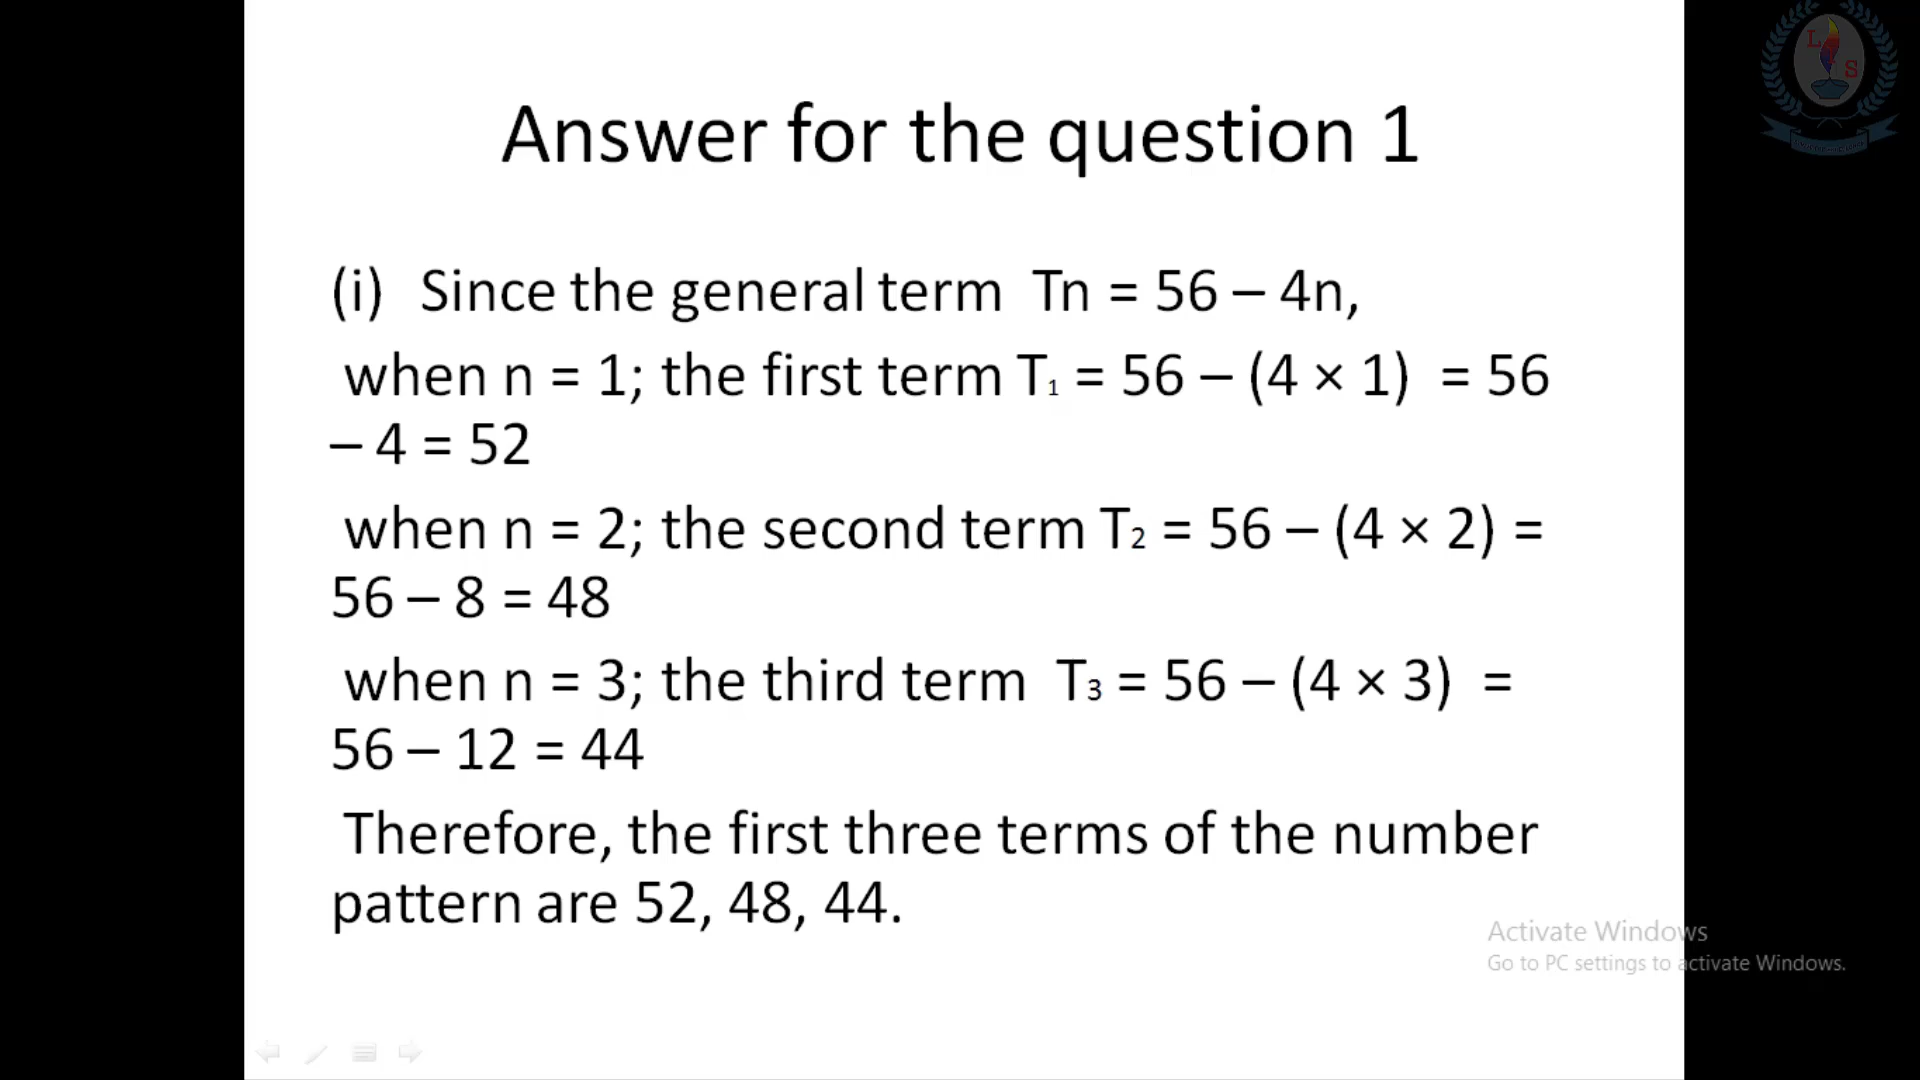 Answer for the question 1
(i) Since the general term Tn = 56 – 4n,
when n = 1; the first term T₁ = 56 – (4 × 1) = 56
– 4 = 52
when n = 2; the second term T₂ = 56 – (4 × 2) =
56 – 8 = 48
when n = 3; the third term T₃ = 56 – (4 × 3) =
56 – 12 = 44
Therefore, the first three terms of the number
pattern are 52, 48, 44.
Activate Windows
Go to PC settings to activate Windows.
L
S